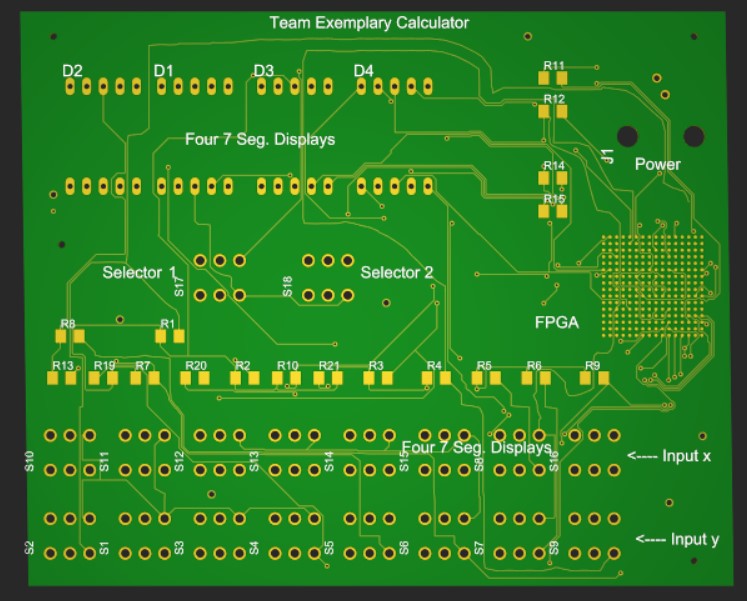 Team Exemplary Calculator
D2 D1 D3 D4 R11
R12
Four 7 Seg. Displays
J1 Power
R14
R15
Selector 1 S17 S18 Selector 2
FPGA
R8 R1
R13 R19 R7 R20 R2 R10 R21 R3 R4 R5 R6 R9
Four 7 Seg. Displays
S10 S11 S12 S13 S14 S15 S8 S16 <---- Input x
S2 S1 S3 S4 S5 S6 S7 S9 <---- Input y